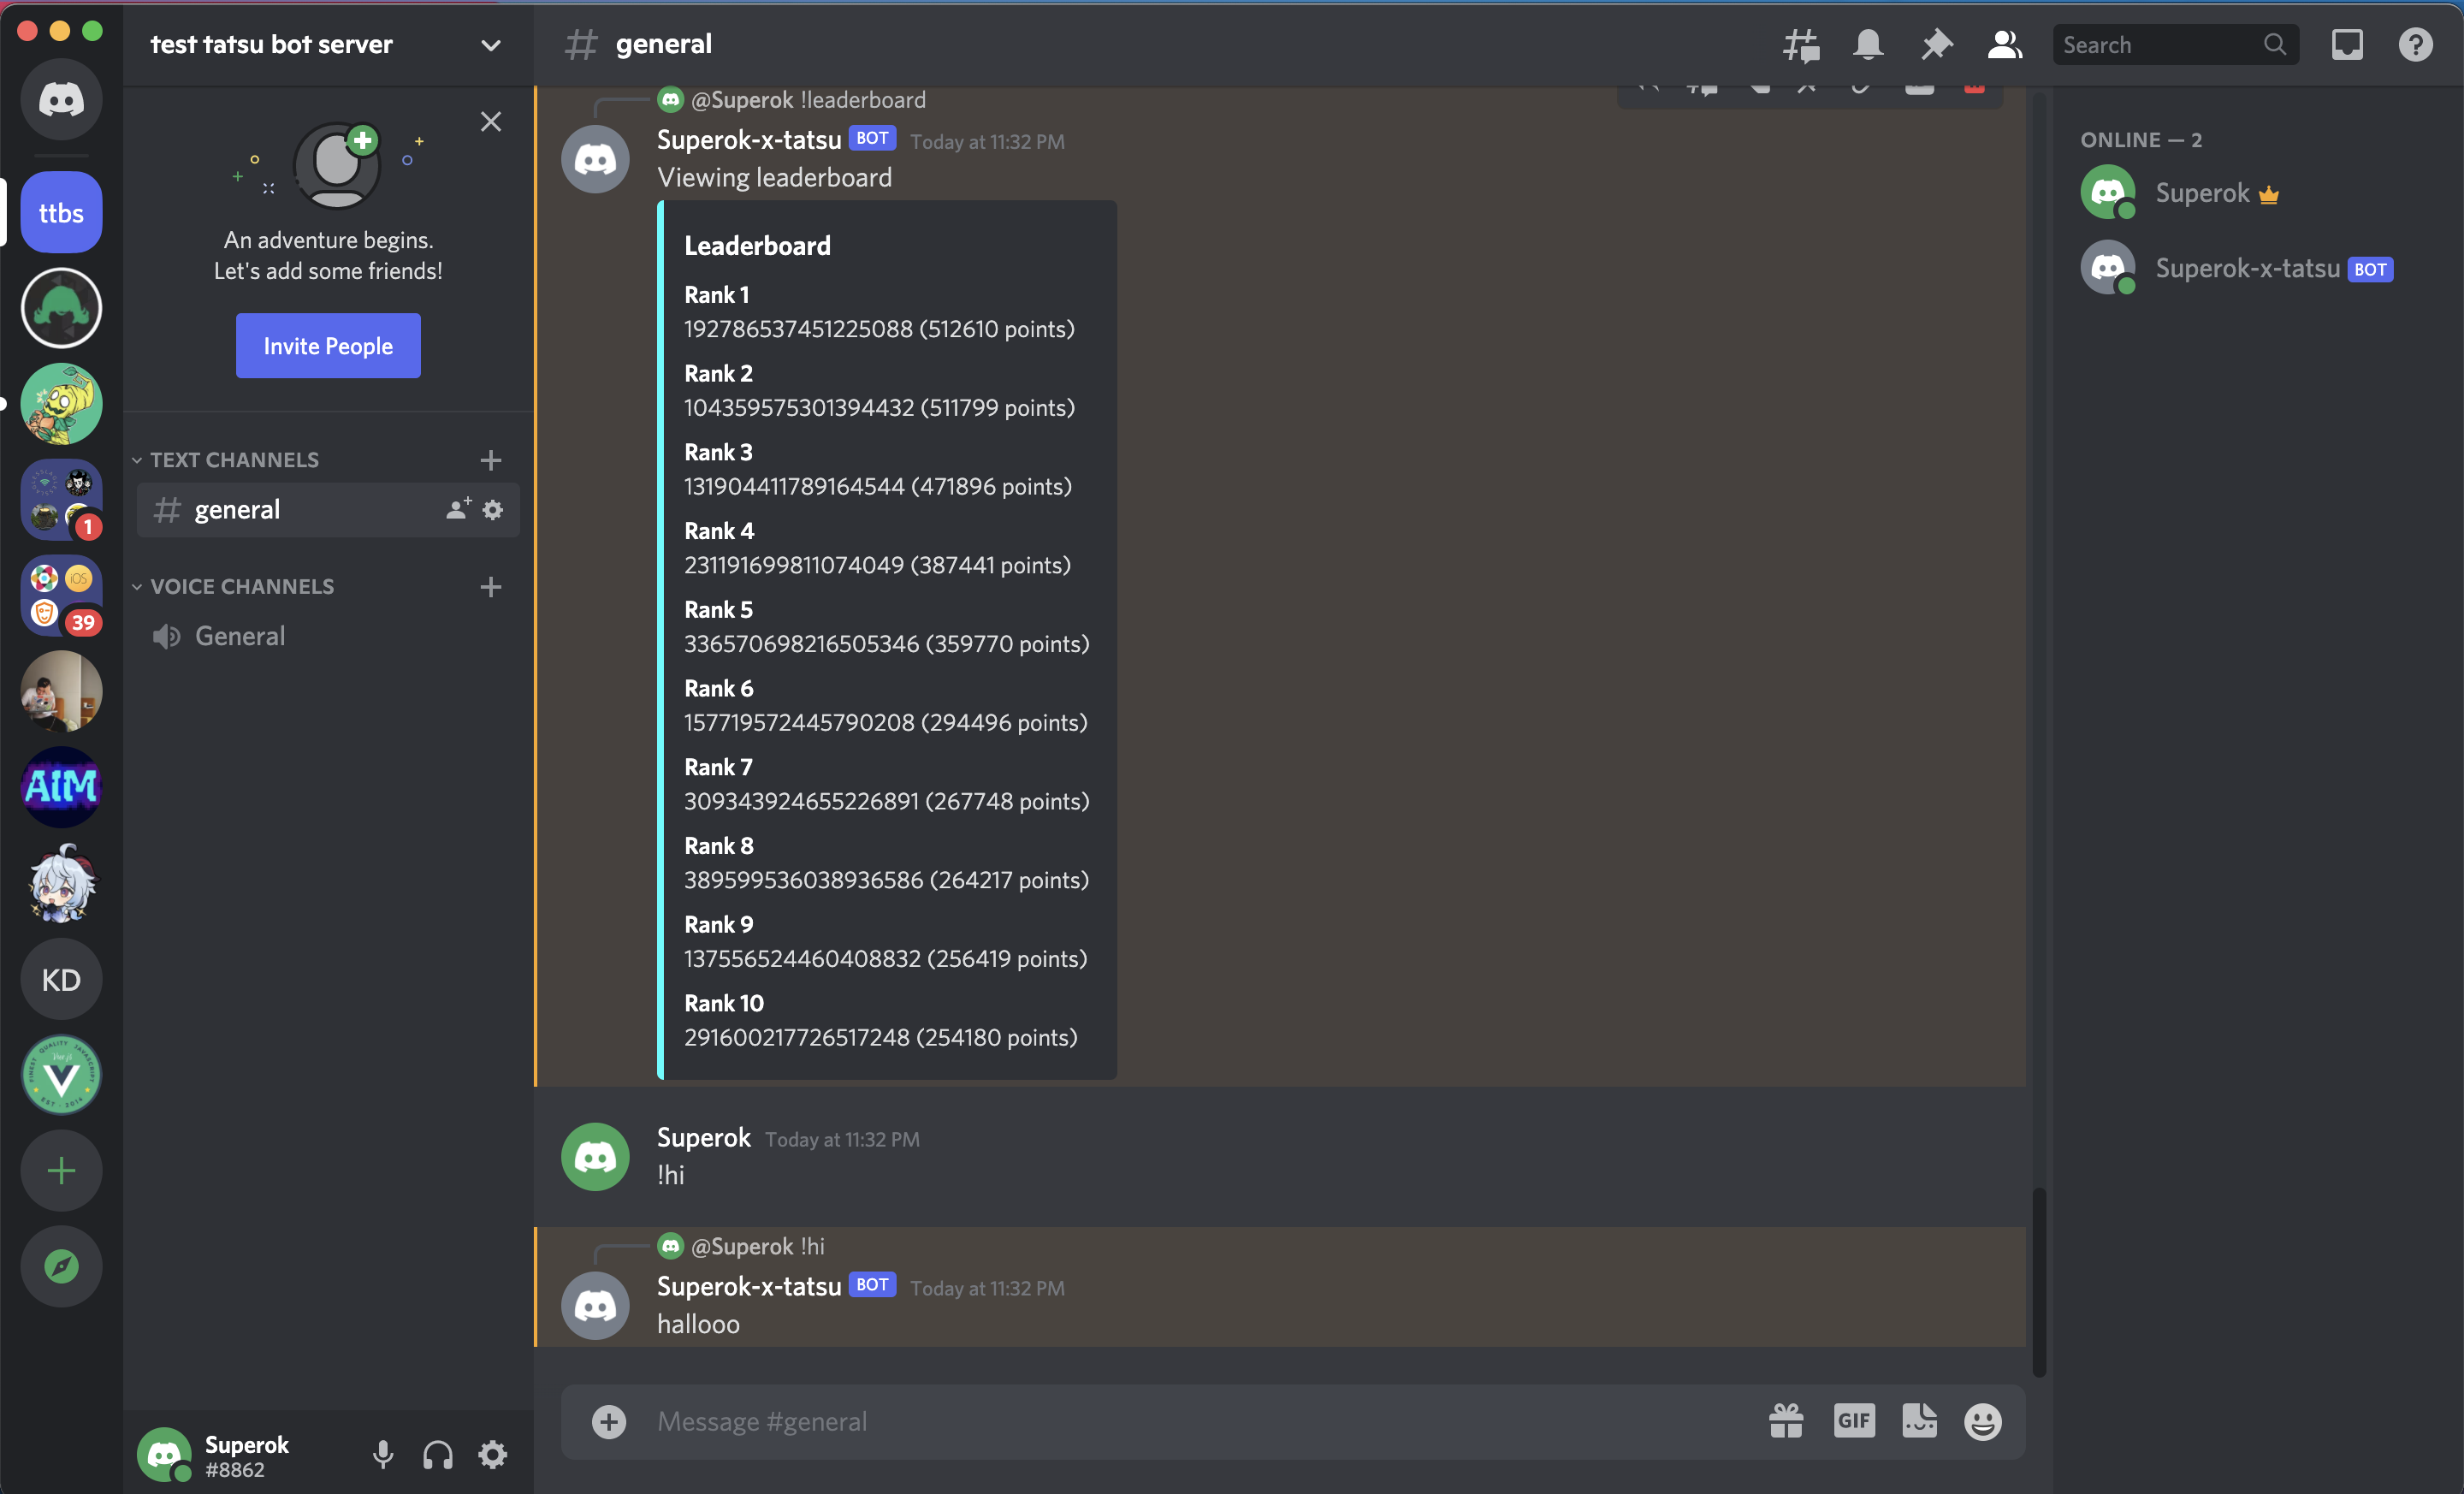 test tatsu bot server
general
Search
ttbs
An adventure begins.
Let's add some friends!
Invite People
TEXT CHANNELS
general
VOICE CHANNELS
General
1
iOS
39
AIM
KD
FINEST QUALITY JAVASCRIPT
EST - 2014
Superok
#8862
@Superok !leaderboard
Superok-x-tatsu BOT Today at 11:32 PM
Viewing leaderboard
Leaderboard
Rank 1
192786537451225088 (512610 points)
Rank 2
104359575301394432 (511799 points)
Rank 3
131904411789164544 (471896 points)
Rank 4
231191699811074049 (387441 points)
Rank 5
336570698216505346 (359770 points)
Rank 6
157719572445790208 (294496 points)
Rank 7
309343924655226891 (267748 points)
Rank 8
389599536038936586 (264217 points)
Rank 9
137556524460408832 (256419 points)
Rank 10
291600217726517248 (254180 points)
Superok Today at 11:32 PM
!hi
@Superok !hi
Superok-x-tatsu BOT Today at 11:32 PM
hallooo
Message #general
GIF
ONLINE — 2
Superok
Superok-x-tatsu BOT